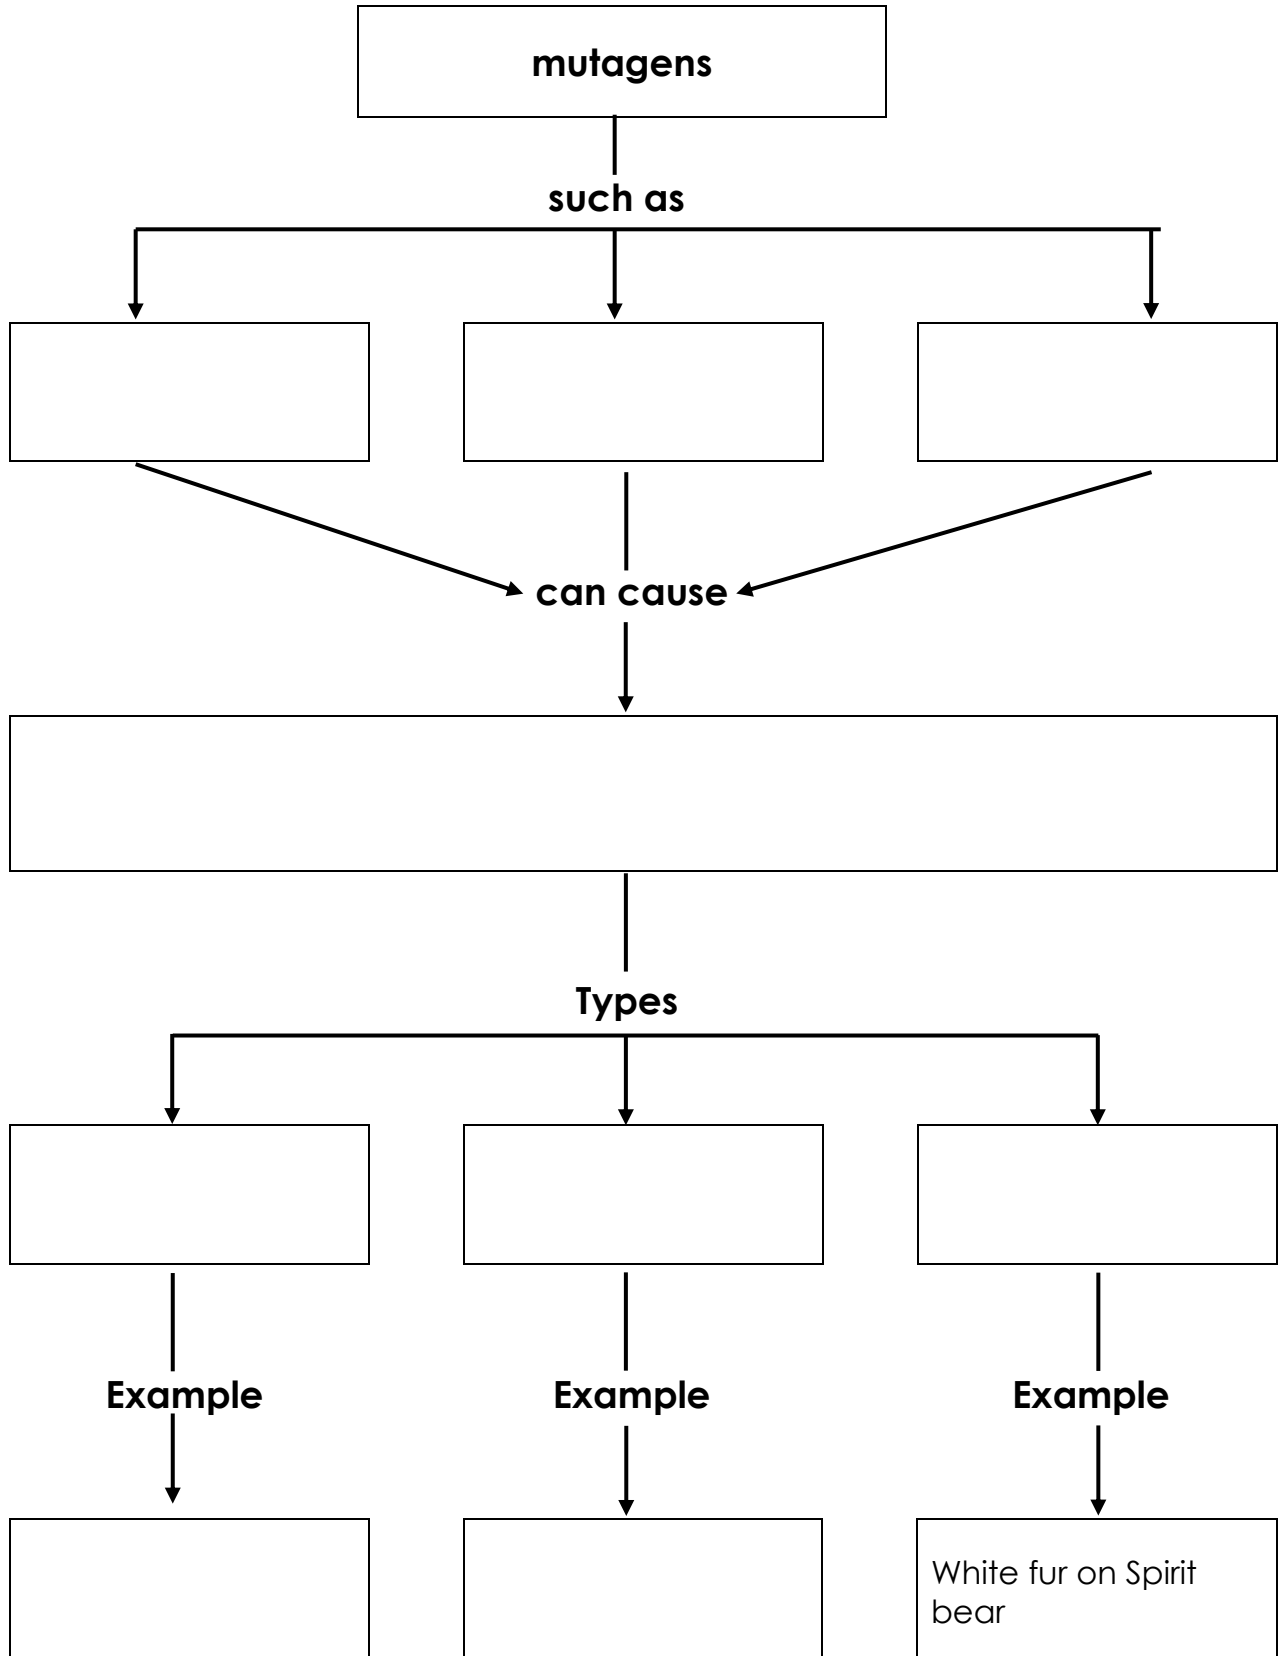 mutagens
such as
can cause
Types
Example
Example
Example
White fur on Spirit
bear